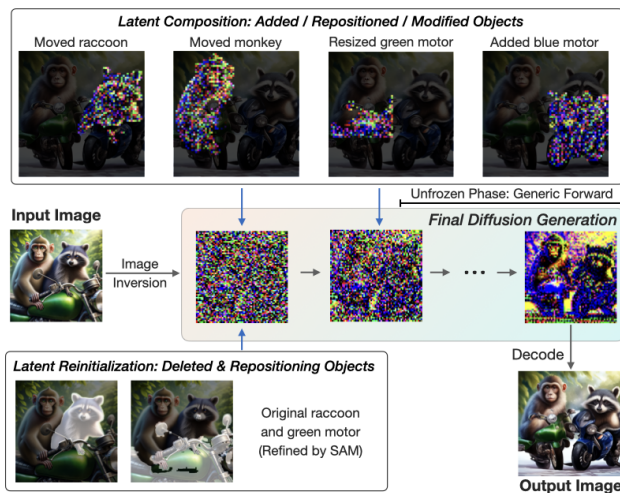 Latent Composition: Added / Repositioned / Modified Objects
Moved raccoon
Moved monkey
Resized green motor
Added blue motor
Unfrozen Phase: Generic Forward
Input Image
Final Diffusion Generation
Image
Inversion
Latent Reinitialization: Deleted & Repositioning Objects
Original raccoon
and green motor
(Refined by SAM)
Decode
Output Image